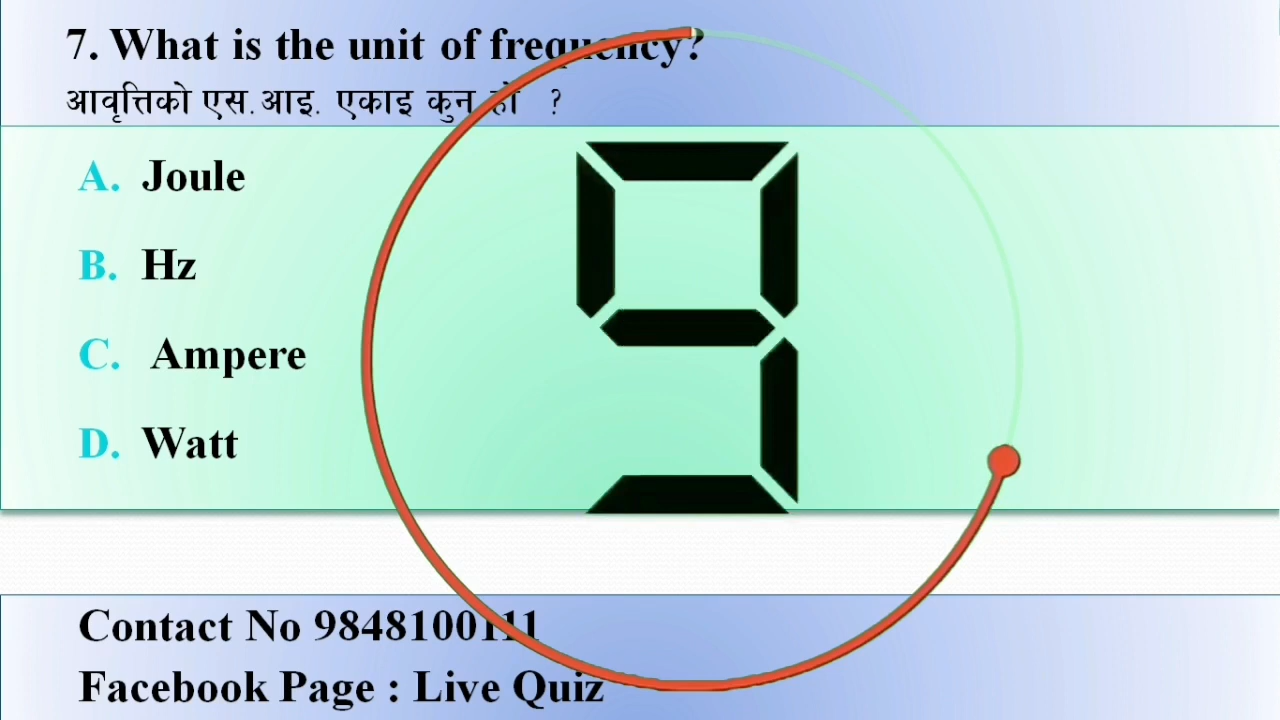 7. What is the unit of frequency?
आवृत्तिको एस.आइ. एकाइ कुन हो ?
A. Joule
B. Hz
C. Ampere
D. Watt
9
Contact No 9848100111
Facebook Page : Live Quiz